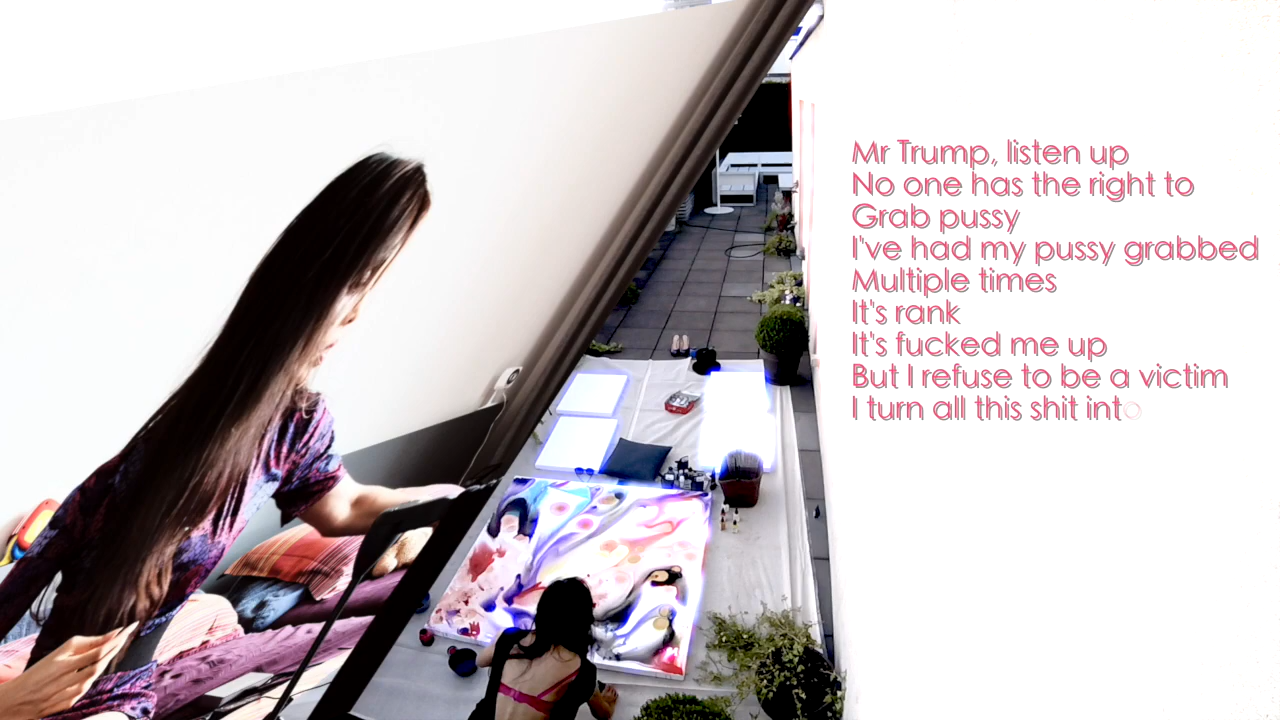 Mr Trump, listen up
No one has the right to
Grab pussy
I've had my pussy grabbed
Multiple times
It's rank
It's fucked me up
But I refuse to be a victim
I turn all this shit into